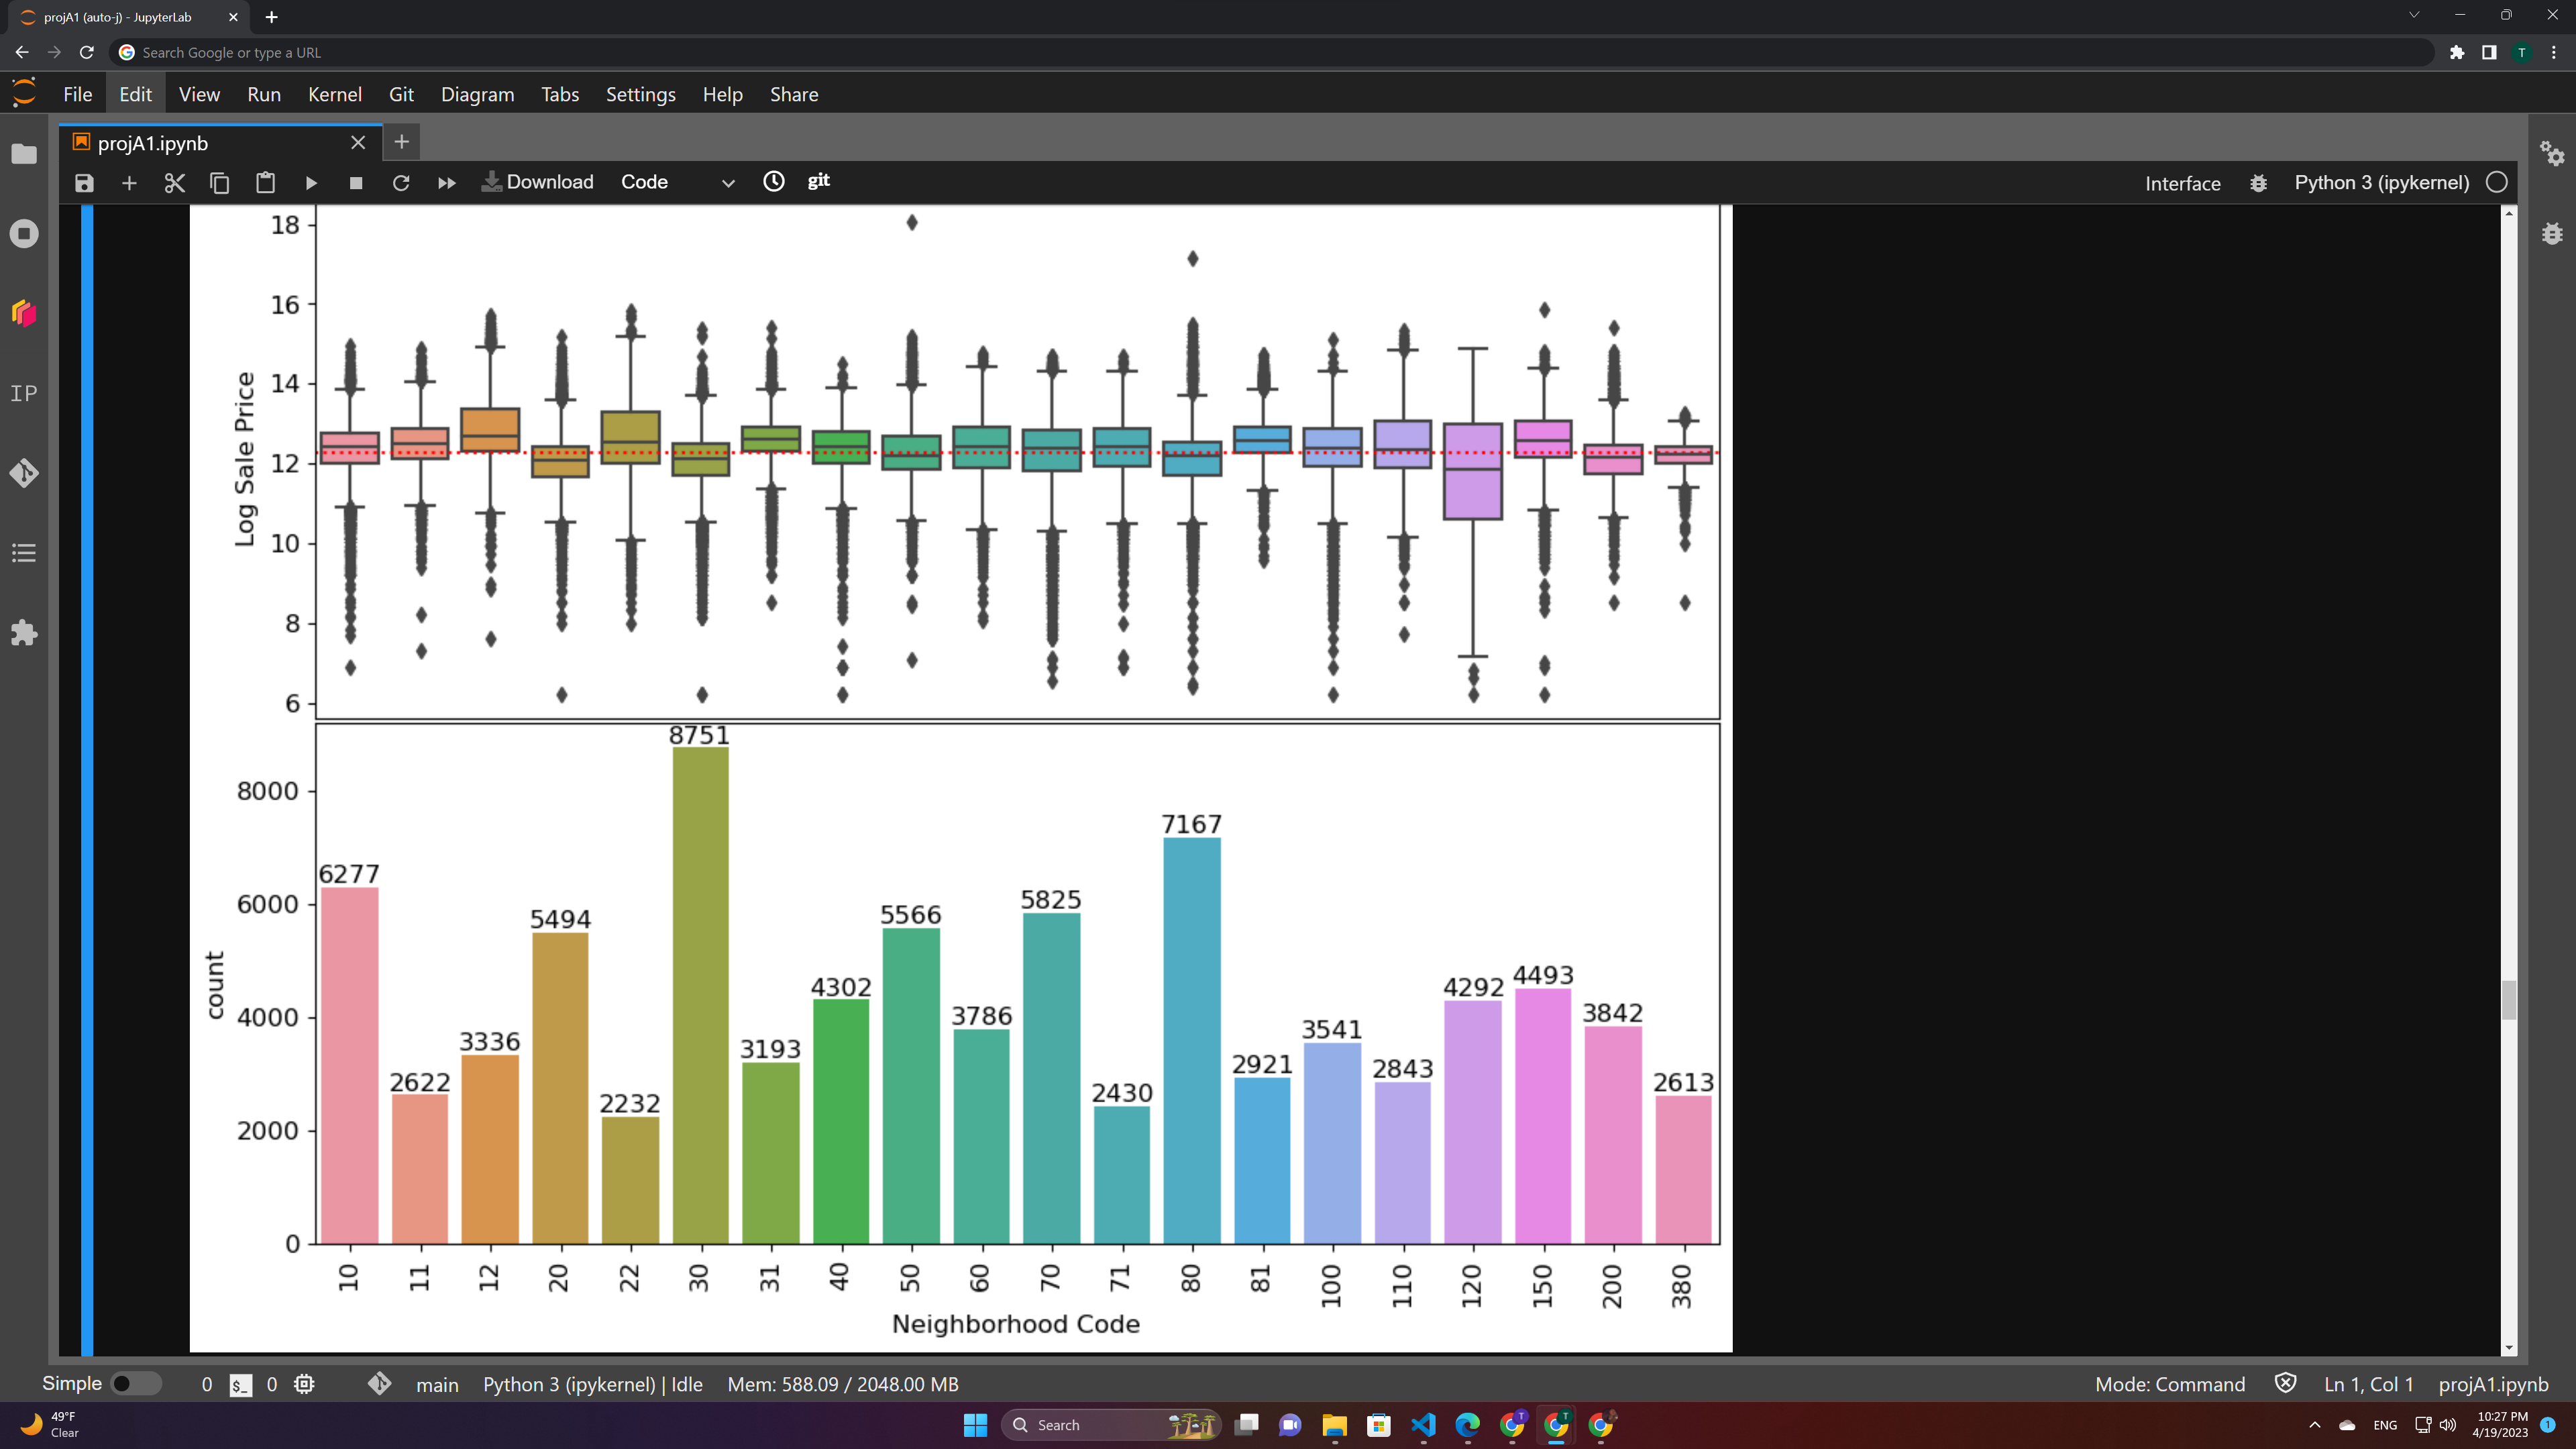 projA1 (auto-j) - JupyterLab
Search Google or type a URL
T
File Edit View Run Kernel Git Diagram Tabs Settings Help Share
projA1.ipynb
Download Code git Interface Python 3 (ipykernel)
IP
Log Sale Price
18
16
14
12
10
8
6
count
8000
6000
4000
2000
0
6277 2622 3336 5494 2232 8751 3193 4302 5566 3786 5825 2430 7167 2921 3541 2843 4292 4493 3842 2613
10 11 12 20 22 30 31 40 50 60 70 71 80 81 100 110 120 150 200 380
Neighborhood Code
Simple 0 $_ 0 main Python 3 (ipykernel) | Idle Mem: 588.09 / 2048.00 MB Mode: Command Ln 1, Col 1 projA1.ipynb
49°F
Clear
Search
T
T
ENG
10:27 PM
4/19/2023
1